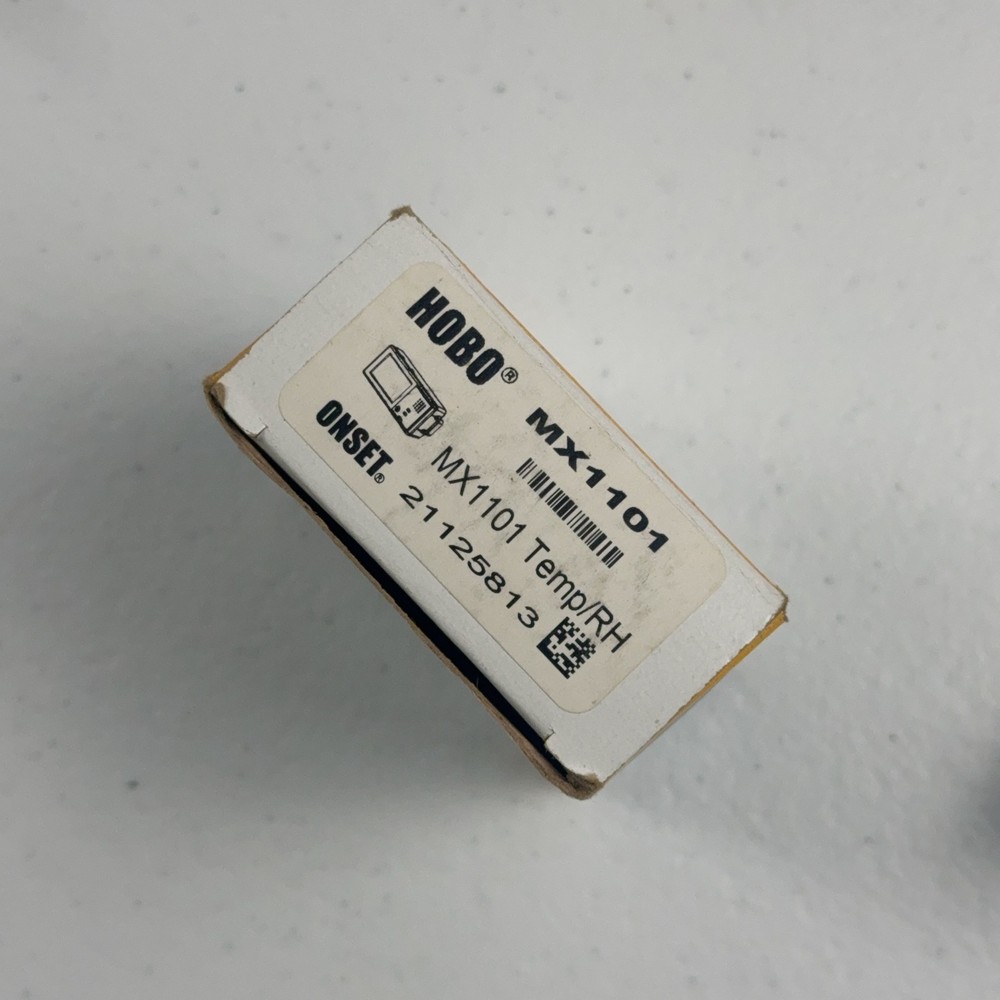 HOBO®
MX1101
MX1101 Temp/RH
ONSET®
21125813